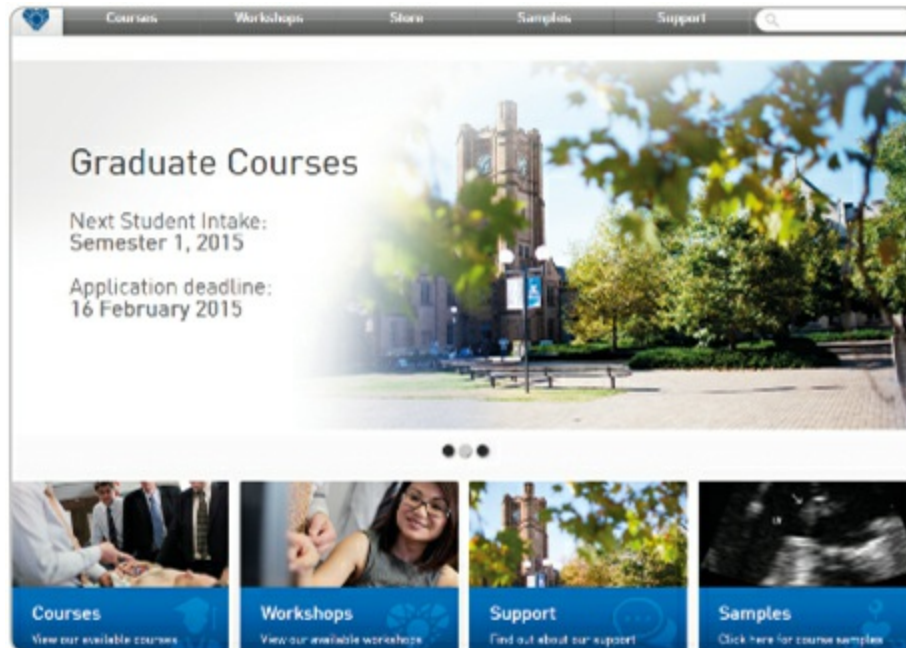 Courses
Workshops
Store
Samples
Support
Graduate Courses
Next Student Intake:
Semester 1, 2015
Application deadline:
16 February 2015
Courses
View our available courses
Workshops
View our available workshops
Support
Find out about our support
Samples
Click here for course samples